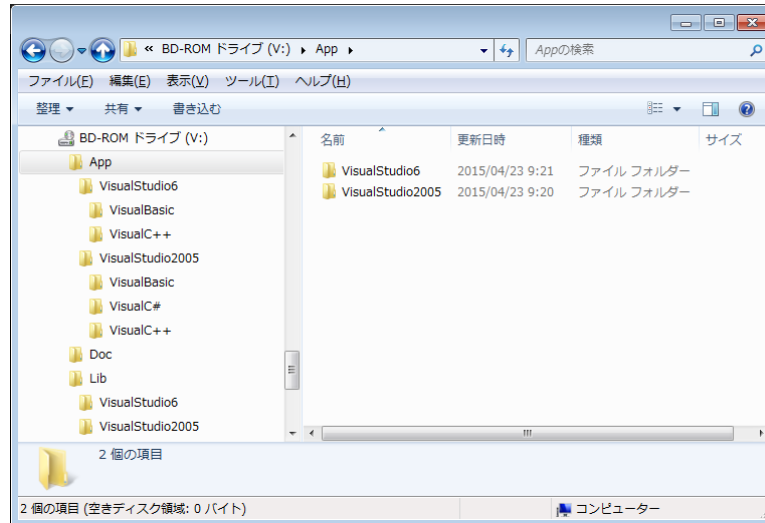 « BD-ROM ドライブ (V:) App Appの検索
ファイル(F) 編集(E) 表示(V) ツール(T) ヘルプ(H)
整理 共有 書き込む
BD-ROM ドライブ (V:)
App
VisualStudio6
VisualBasic
VisualC++
VisualStudio2005
VisualBasic
VisualC#
VisualC++
Doc
Lib
VisualStudio6
VisualStudio2005
名前 更新日時 種類 サイズ
VisualStudio6 2015/04/23 9:21 ファイル フォルダー
VisualStudio2005 2015/04/23 9:20 ファイル フォルダー
2 個の項目
2 個の項目 (空きディスク領域: 0 バイト) コンピューター